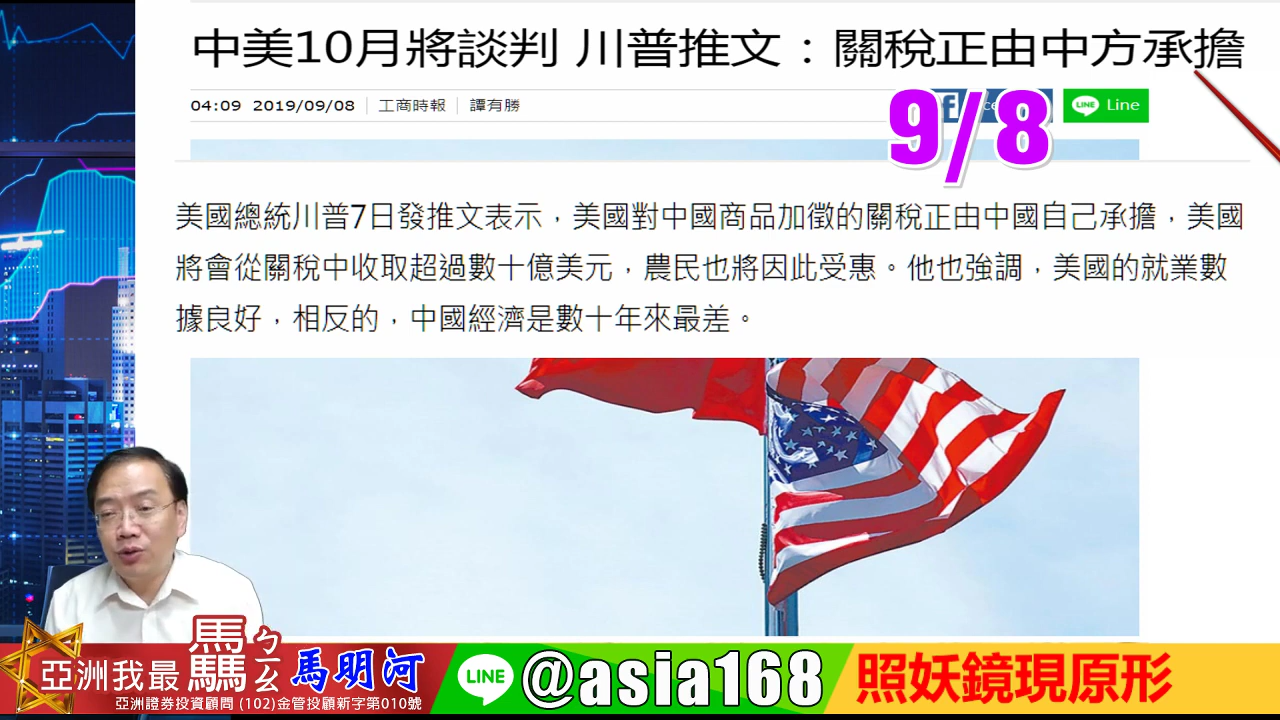 中美10月將談判 川普推文：關稅正由中方承擔
04:09 2019/09/08 工商時報 譚有勝
Line
9/8
美國總統川普7日發推文表示，美國對中國商品加徵的關稅正由中國自己承擔，美國
將會從關稅中收取超過數十億美元，農民也將因此受惠。他也強調，美國的就業數
據良好，相反的，中國經濟是數十年來最差。
亞洲我最驫ㄅㄧㄠ 馬明河
亞洲證券投資顧問 (102)金管投顧新字第010號
LINE @asia168
照妖鏡現原形